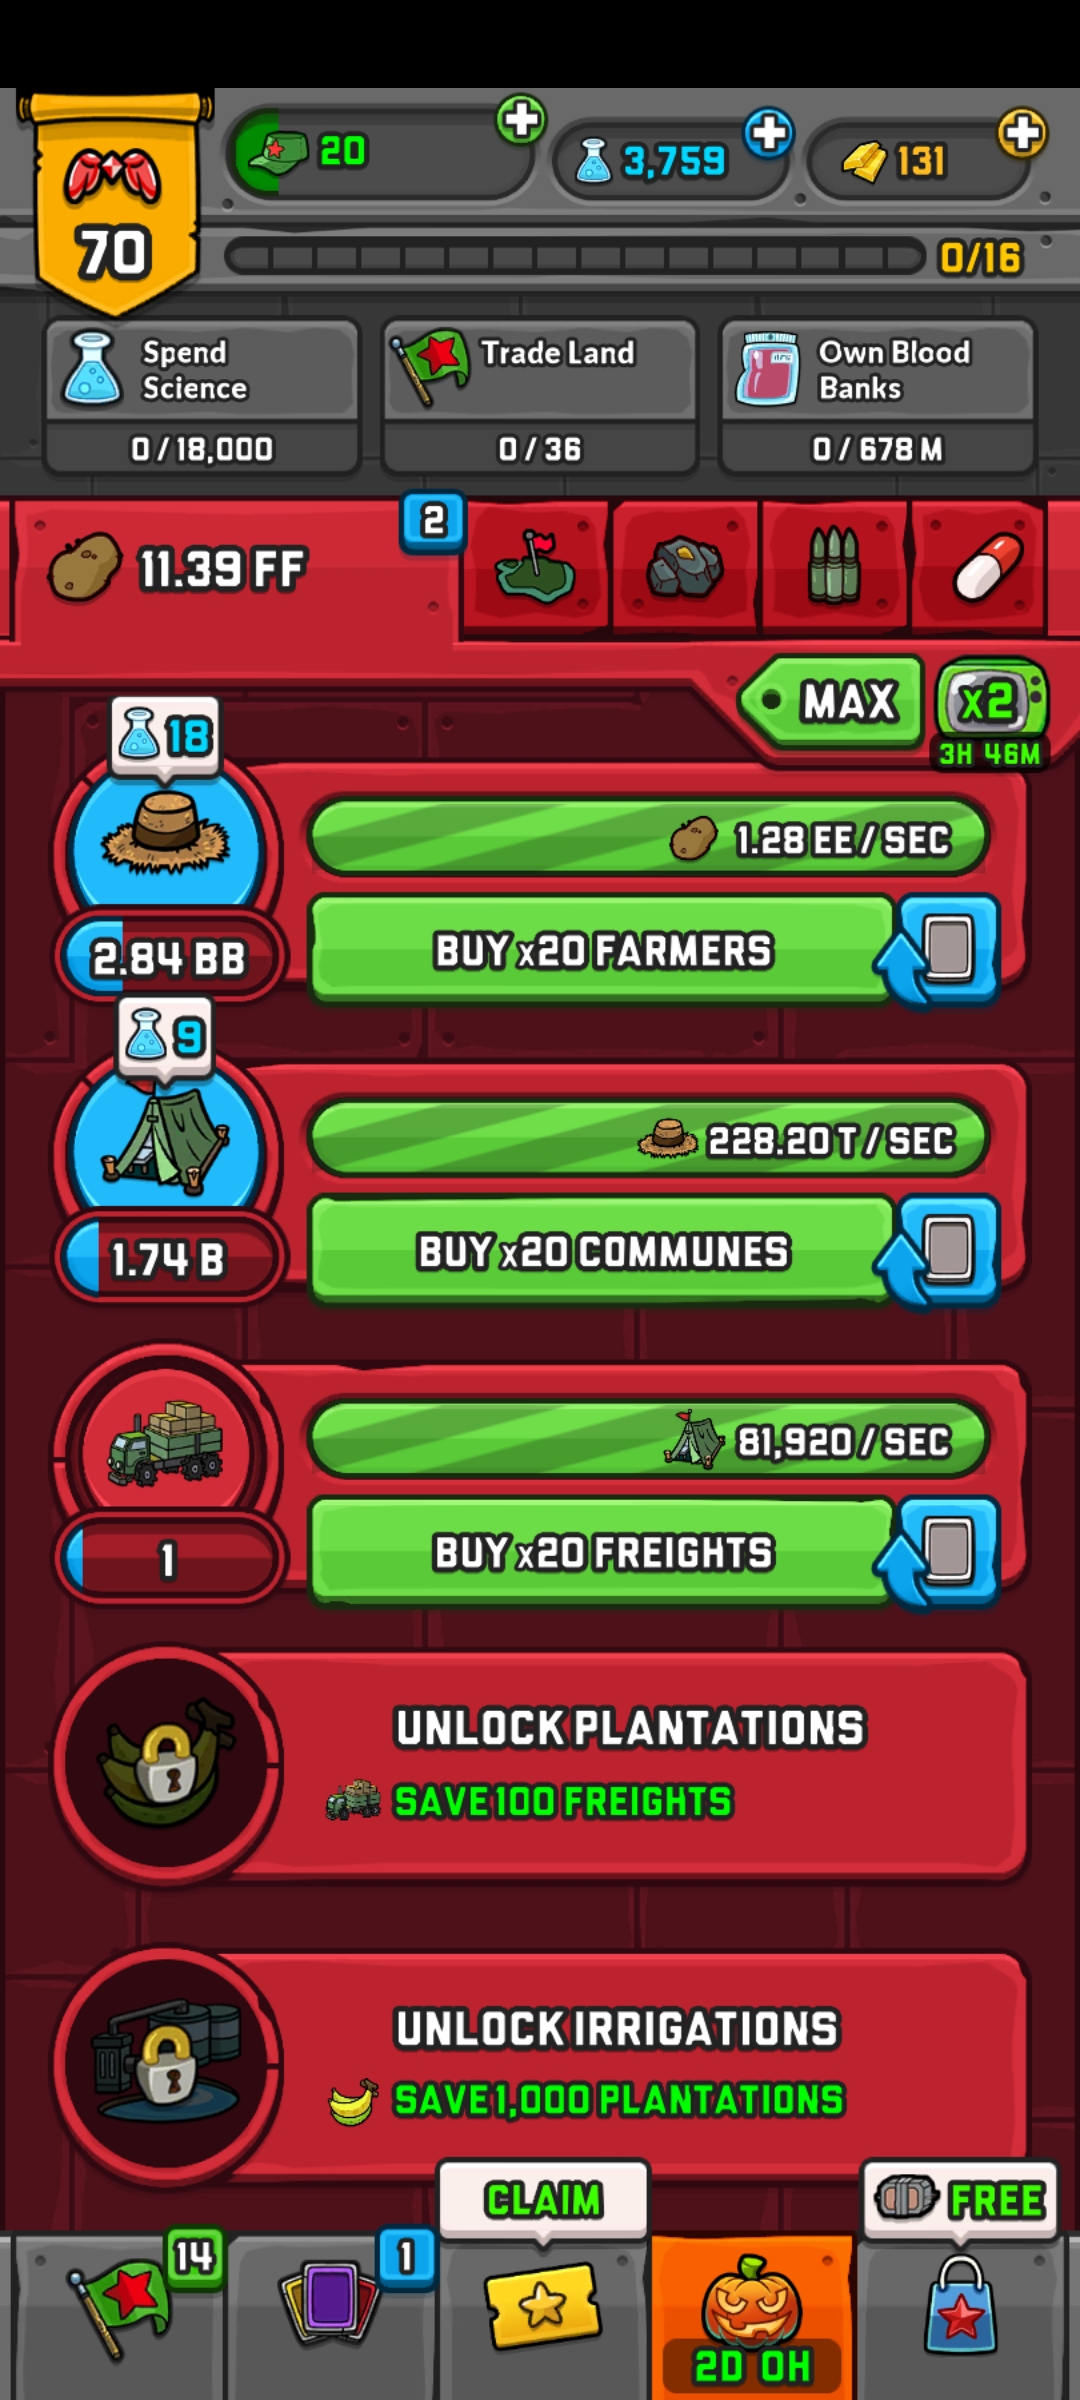 70
20
3,759
131
0/16
Spend
Science
0/18,000
Trade Land
0/36
Own Blood
Banks
0/678 M
11.39 FF
2
MAX
x2
3H 46M
18
1.28 EE/SEC
2.84 BB
BUY x20 FARMERS
9
228.20 T/SEC
1.74 B
BUY x20 COMMUNES
81,920/SEC
1
BUY x20 FREIGHTS
UNLOCK PLANTATIONS
SAVE 100 FREIGHTS
UNLOCK IRRIGATIONS
SAVE 1,000 PLANTATIONS
CLAIM
FREE
14
1
2D 0H